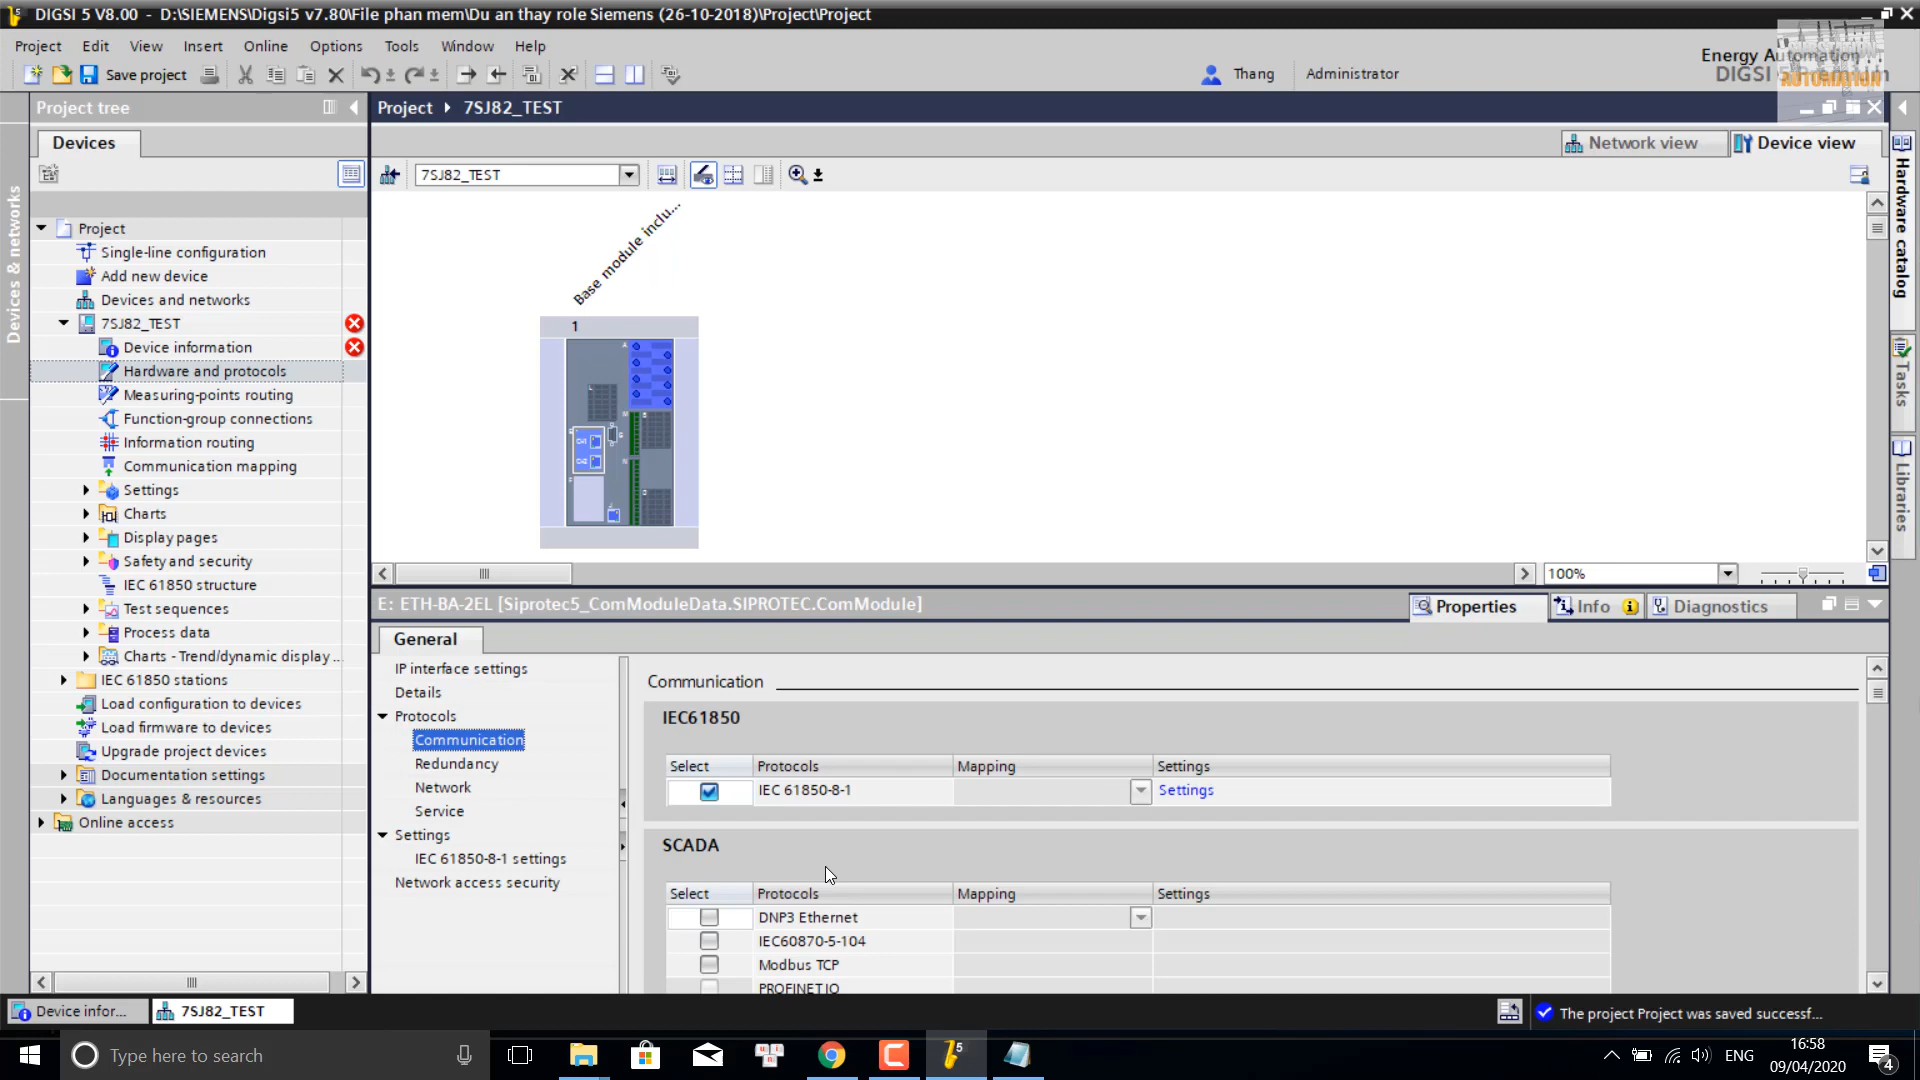 DIGSI 5 V8.00 - D:\SIEMENS\Digsi5 v7.80\File phan mem\Du an thay role Siemens (26-10-2018)\Project\Project
Project Edit View Insert Online Options Tools Window Help
Energy Automation
DIGSI 5 Premium
AUTOMATION
Save project
Thang
Administrator
Project tree
Project 7SJ82_TEST
Devices
Network view
Device view
7SJ82_TEST
Devices & networks
Hardware catalog
Tasks
Libraries
Project
Single-line configuration
Add new device
Devices and networks
7SJ82_TEST
Device information
Hardware and protocols
Measuring-points routing
Function-group connections
Information routing
Communication mapping
Settings
Charts
Display pages
Safety and security
IEC 61850 structure
Test sequences
Process data
Charts - Trend/dynamic display ...
IEC 61850 stations
Load configuration to devices
Load firmware to devices
Upgrade project devices
Documentation settings
Languages & resources
Online access
Base module inclu...
1
100%
E: ETH-BA-2EL [Siprotec5_ComModuleData.SIPROTEC.ComModule]
Properties
Info
Diagnostics
General
IP interface settings
Details
Protocols
Communication
Redundancy
Network
Service
Settings
IEC 61850-8-1 settings
Network access security
Communication
IEC61850
Select Protocols Mapping Settings
IEC 61850-8-1 Settings
SCADA
Select Protocols Mapping Settings
DNP3 Ethernet
IEC60870-5-104
Modbus TCP
PROFINET IO
Device infor...
7SJ82_TEST
The project Project was saved successf...
Type here to search
ENG
16:58
09/04/2020
4